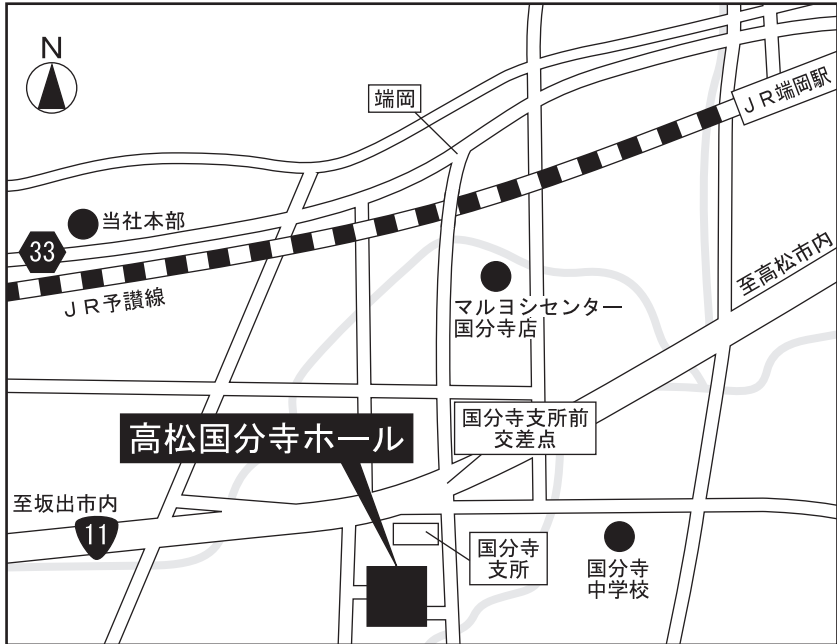 N
端岡
JR端岡駅
当社本部
33
JR予讃線
マルヨシセンター
国分寺店
至高松市内
国分寺支所前
交差点
高松国分寺ホール
至坂出市内
11
国分寺
支所
国分寺
中学校